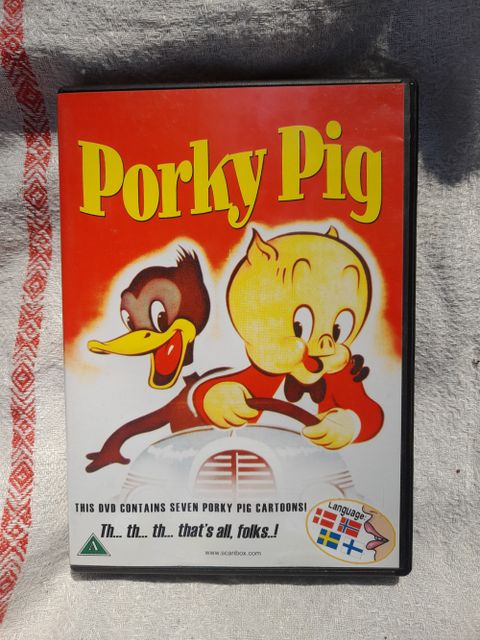 Porky Pig
THIS DVD CONTAINS SEVEN PORKY PIG CARTOONS!
Th... th... th... that's all, folks..!
Language:
A
www.scanbox.com